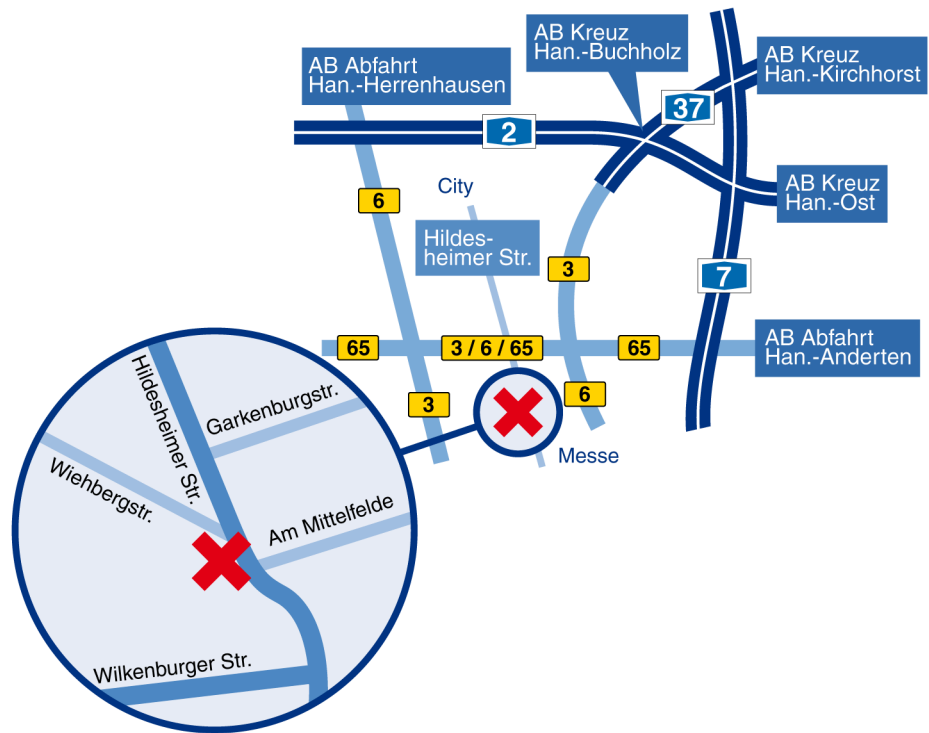 AB Kreuz
Han.-Buchholz
AB Abfahrt
Han.-Herrenhausen
AB Kreuz
Han.-Kirchhorst
37
2
City
6
AB Kreuz
Han.-Ost
Hildes-
heimer Str.
3
7
65
3 / 6 / 65
65
AB Abfahrt
Han.-Anderten
3
6
Messe
Hildesheimer Str.
Garkenburgstr.
Wiehbergstr.
Am Mittelfelde
Wilkenburger Str.